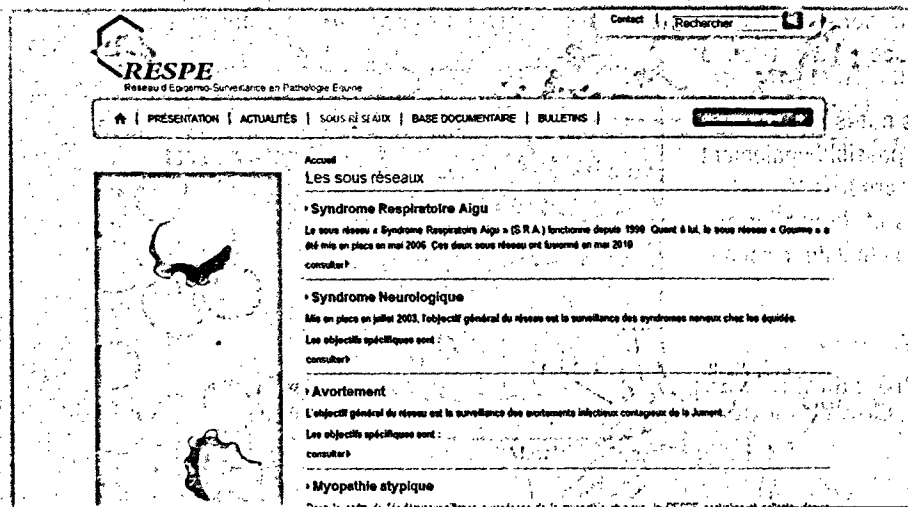 Contact | Rechercher
RESPE
Réseau d'Epidémio-Surveillance en Pathologie Equine
PRÉSENTATION | ACTUALITÉS | SOUS RÉSEAUX | BASE DOCUMENTAIRE | BULLETINS |
Accueil
Les sous réseaux
Syndrome Respiratoire Aigu
Le sous réseau « Syndrome Respiratoire Aigu » (S.R.A.) fonctionne depuis 1999. Quant à lui, le sous réseau « Gourme » a
été mis en place en mai 2006. Ces deux sous réseau ont fusionné en mai 2010
consulter
Syndrome Neurologique
Mis en place en juillet 2003, l'objectif général du réseau est la surveillance des syndromes nerveux chez les équidés.
Les objectifs spécifiques sont :
consulter
Avortement
L'objectif général du réseau est la surveillance des avortements infectieux contagieux de la Jument.
Les objectifs spécifiques sont :
consulter
Myopathie atypique